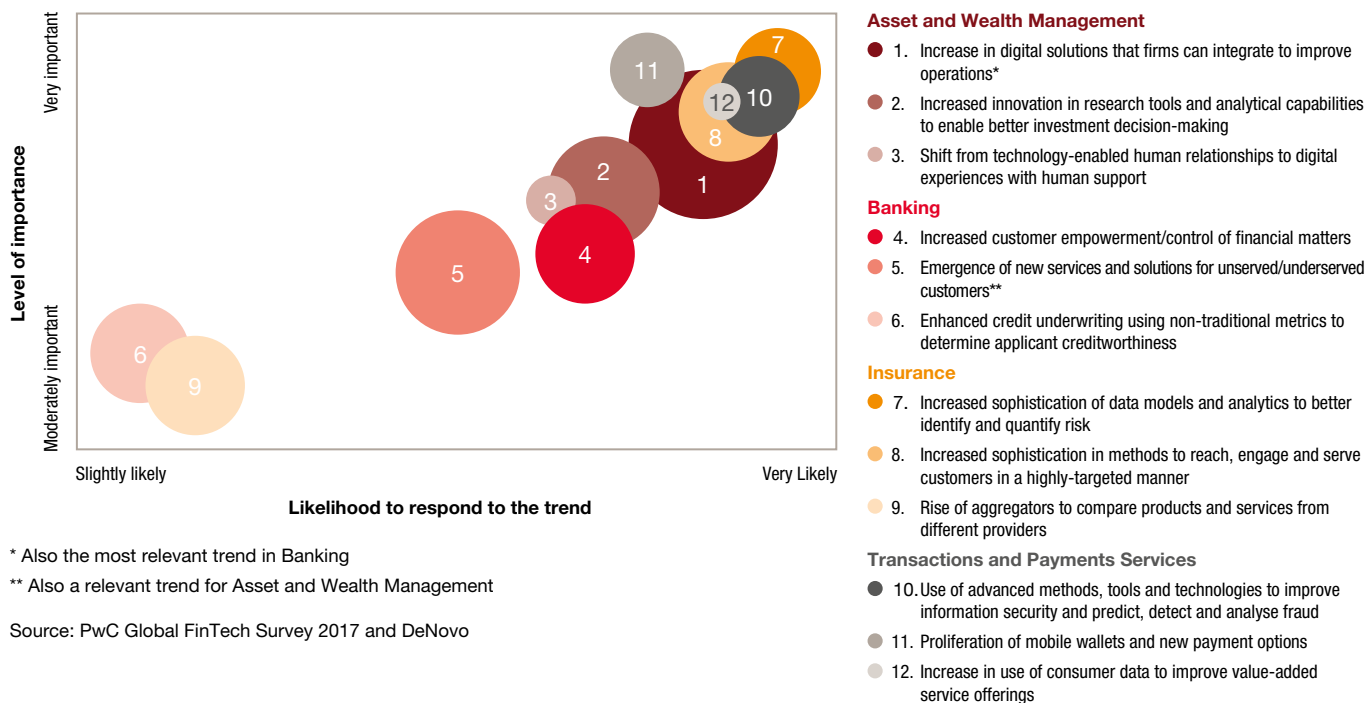 Very important
Moderately important
Level of importance
7
11
10
12
8
2
1
3
4
5
6
9
Slightly likely
Very Likely
Likelihood to respond to the trend
* Also the most relevant trend in Banking
** Also a relevant trend for Asset and Wealth Management
Source: PwC Global FinTech Survey 2017 and DeNovo
Asset and Wealth Management
1. Increase in digital solutions that firms can integrate to improve
operations*
2. Increased innovation in research tools and analytical capabilities
to enable better investment decision-making
3. Shift from technology-enabled human relationships to digital
experiences with human support
Banking
4. Increased customer empowerment/control of financial matters
5. Emergence of new services and solutions for unserved/underserved
customers**
6. Enhanced credit underwriting using non-traditional metrics to
determine applicant creditworthiness
Insurance
7. Increased sophistication of data models and analytics to better
identify and quantify risk
8. Increased sophistication in methods to reach, engage and serve
customers in a highly-targeted manner
9. Rise of aggregators to compare products and services from
different providers
Transactions and Payments Services
10. Use of advanced methods, tools and technologies to improve
information security and predict, detect and analyse fraud
11. Proliferation of mobile wallets and new payment options
12. Increase in use of consumer data to improve value-added
service offerings